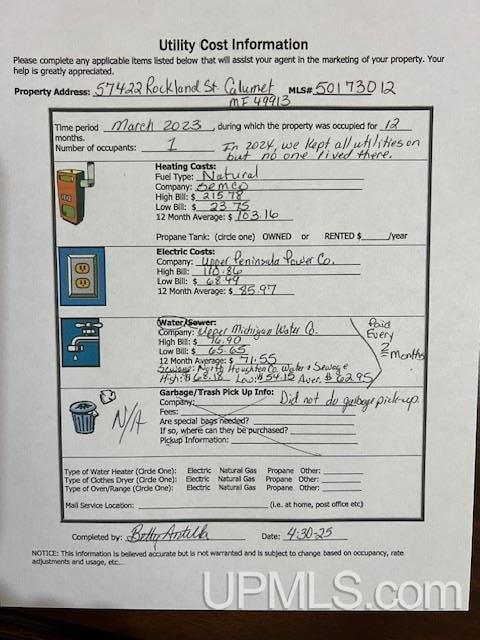 Utility Cost Information
Please complete any applicable items listed below that will assist your agent in the marketing of your property. Your
help is greatly appreciated.
Property Address: 57422 Rockland St. Calumet MLS# 50173012
MI 49913
Time period March 2023, during which the property was occupied for 12
months.
Number of occupants: 1
In 2024, we kept all utilities on
but no one lived there.
Heating Costs:
Fuel Type: Natural
Company: Semco
High Bill: $ 215.78
Low Bill: $ 23.75
12 Month Average: $ 103.16
Propane Tank: (circle one) OWNED or RENTED $ /year
Electric Costs:
Company: Upper Peninsula Power Co.
High Bill: 110.86
Low Bill: $ 68.49
12 Month Average: $ 85.97
Water/Sewer:
Company: Upper Michigan Water Co.
High Bill: $ 76.90
Low Bill: $ 65.65
12 Month Average: $ 71.55
Sewage: North Houghton Co. Water & Sewage
High: $68.18 Low: $54.15 Aver. $62.95
Paid
Every
2
Months
Garbage/Trash Pick Up Info:
Company: Did not do garbage pick-up.
Fees:
Are special bags needed?
If so, where can they be purchased?
Pickup Information:
N/A
Type of Water Heater (Circle One): Electric Natural Gas Propane Other:
Type of Clothes Dryer (Circle One): Electric Natural Gas Propane Other:
Type of Oven/Range (Circle One): Electric Natural Gas Propane Other:
Mail Service Location: (i.e. at home, post office etc)
Completed by: Betty Antilla Date: 4-30-25
NOTICE: This information is believed accurate but is not warranted and is subject to change based on occupancy, rate
adjustments and usage, etc...
UPMLS.com